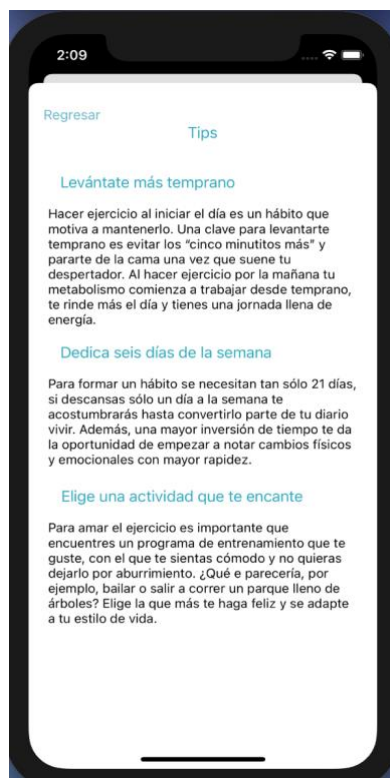 2:09
Regresar
Tips
Levántate más temprano
Hacer ejercicio al iniciar el día es un hábito que
motiva a mantenerlo. Una clave para levantarte
temprano es evitar los “cinco minutitos más” y
pararte de la cama una vez que suene tu
despertador. Al hacer ejercicio por la mañana tu
metabolismo comienza a trabajar desde temprano,
te rinde más el día y tienes una jornada llena de
energía.
Dedica seis días de la semana
Para formar un hábito se necesitan tan sólo 21 días,
si descansas sólo un día a la semana te
acostumbrarás hasta convertirlo parte de tu diario
vivir. Además, una mayor inversión de tiempo te da
la oportunidad de empezar a notar cambios físicos
y emocionales con mayor rapidez.
Elige una actividad que te encante
Para amar el ejercicio es importante que
encuentres un programa de entrenamiento que te
guste, con el que te sientas cómodo y no quieras
dejarlo por aburrimiento. ¿Qué e parecería, por
ejemplo, bailar o salir a correr un parque lleno de
árboles? Elige la que más te haga feliz y se adapte
a tu estilo de vida.